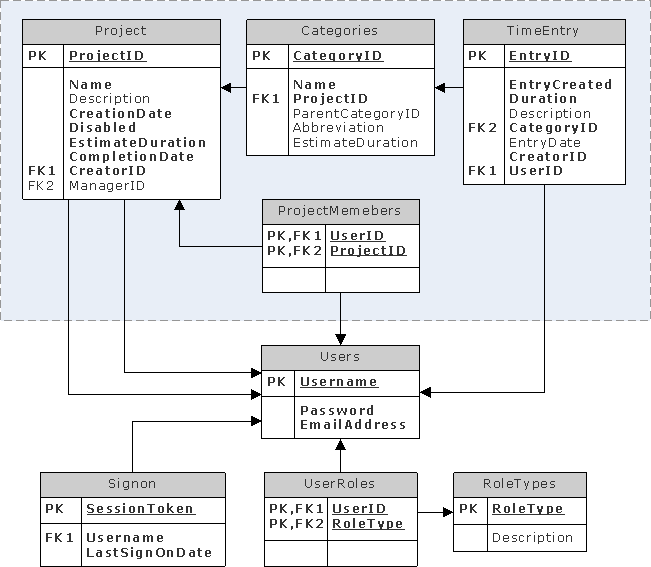 Project
PK ProjectID
Name
Description
CreationDate
Disabled
EstimateDuration
CompletionDate
FK1 CreatorID
FK2 ManagerID
Categories
PK CategoryID
Name
FK1 ProjectID
ParentCategoryID
Abbreviation
EstimateDuration
TimeEntry
PK EntryID
EntryCreated
Duration
Description
FK2 CategoryID
EntryDate
CreatorID
FK1 UserID
ProjectMemebers
PK,FK1 UserID
PK,FK2 ProjectID
Users
PK Username
Password
EmailAddress
Signon
PK SessionToken
FK1 Username
LastSignOnDate
UserRoles
PK,FK1 UserID
PK,FK2 RoleType
RoleTypes
PK RoleType
Description